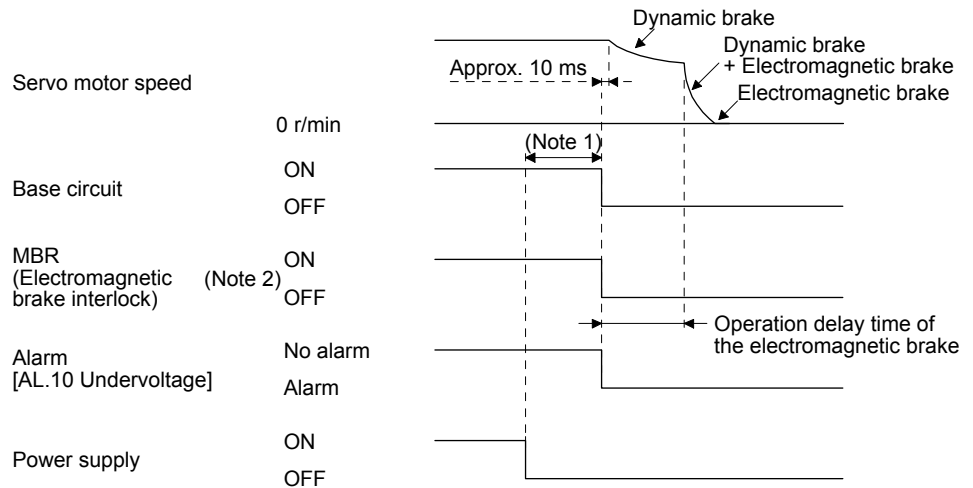 Dynamic brake
Dynamic brake
+ Electromagnetic brake
Electromagnetic brake
Approx. 10 ms
Servo motor speed
0 r/min
(Note 1)
ON
Base circuit
OFF
MBR
(Electromagnetic
brake interlock)
(Note 2)
ON
OFF
Operation delay time of
the electromagnetic brake
No alarm
Alarm
[AL.10 Undervoltage]
Alarm
ON
Power supply
OFF